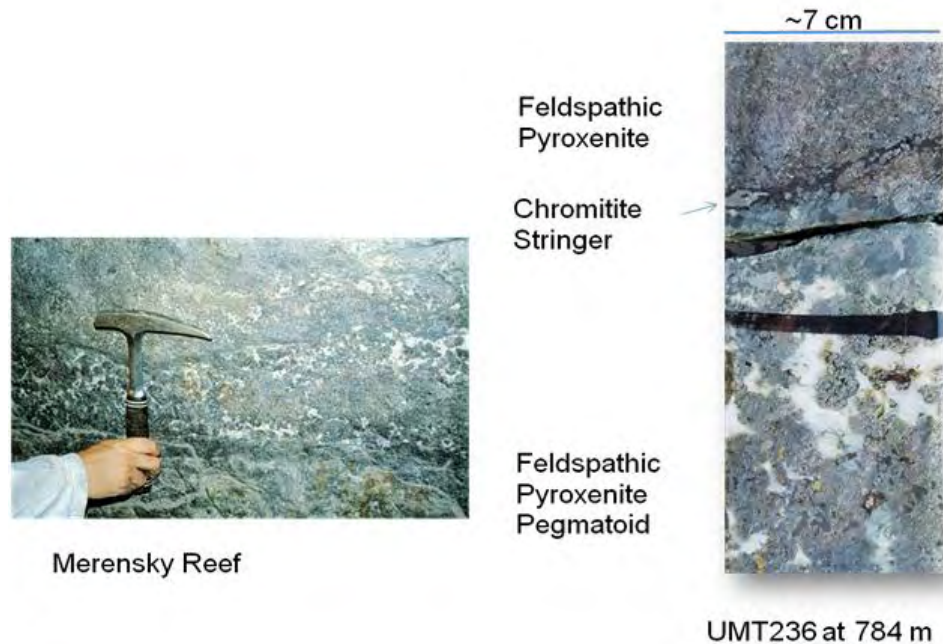 ~7 cm
Feldspathic
Pyroxenite
Chromitite
Stringer
Feldspathic
Pyroxenite
Pegmatoid
Merensky Reef
UMT236 at 784 m